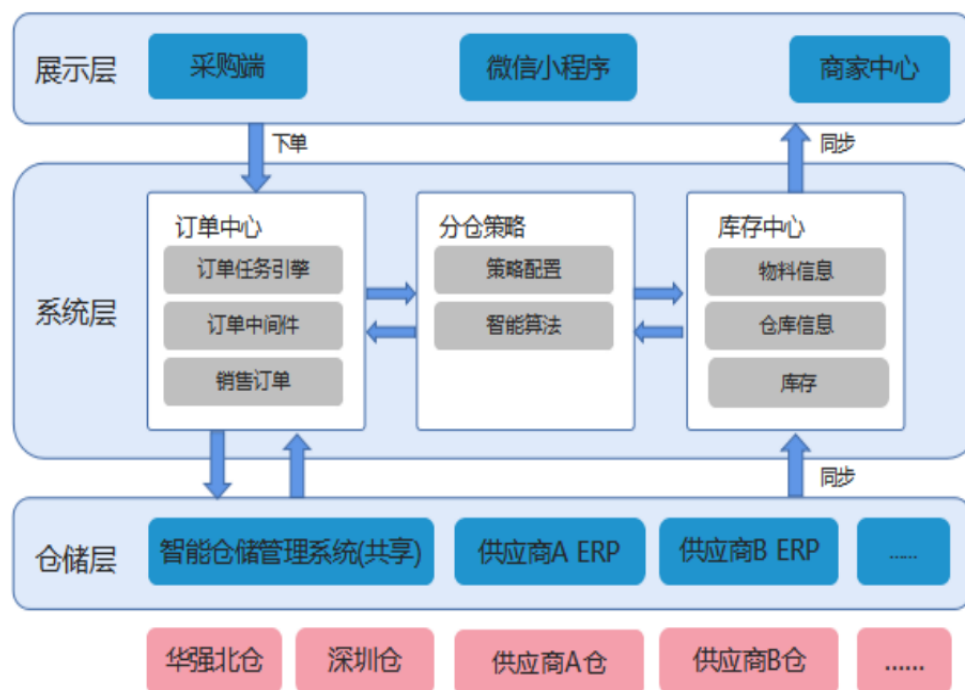 展示层
采购端
微信小程序
商家中心
下单
同步
系统层
订单中心
订单任务引擎
订单中间件
销售订单
分仓策略
策略配置
智能算法
库存中心
物料信息
仓库信息
库存
同步
仓储层
智能仓储管理系统(共享)
供应商A ERP
供应商B ERP
......
华强北仓
深圳仓
供应商A仓
供应商B仓
......